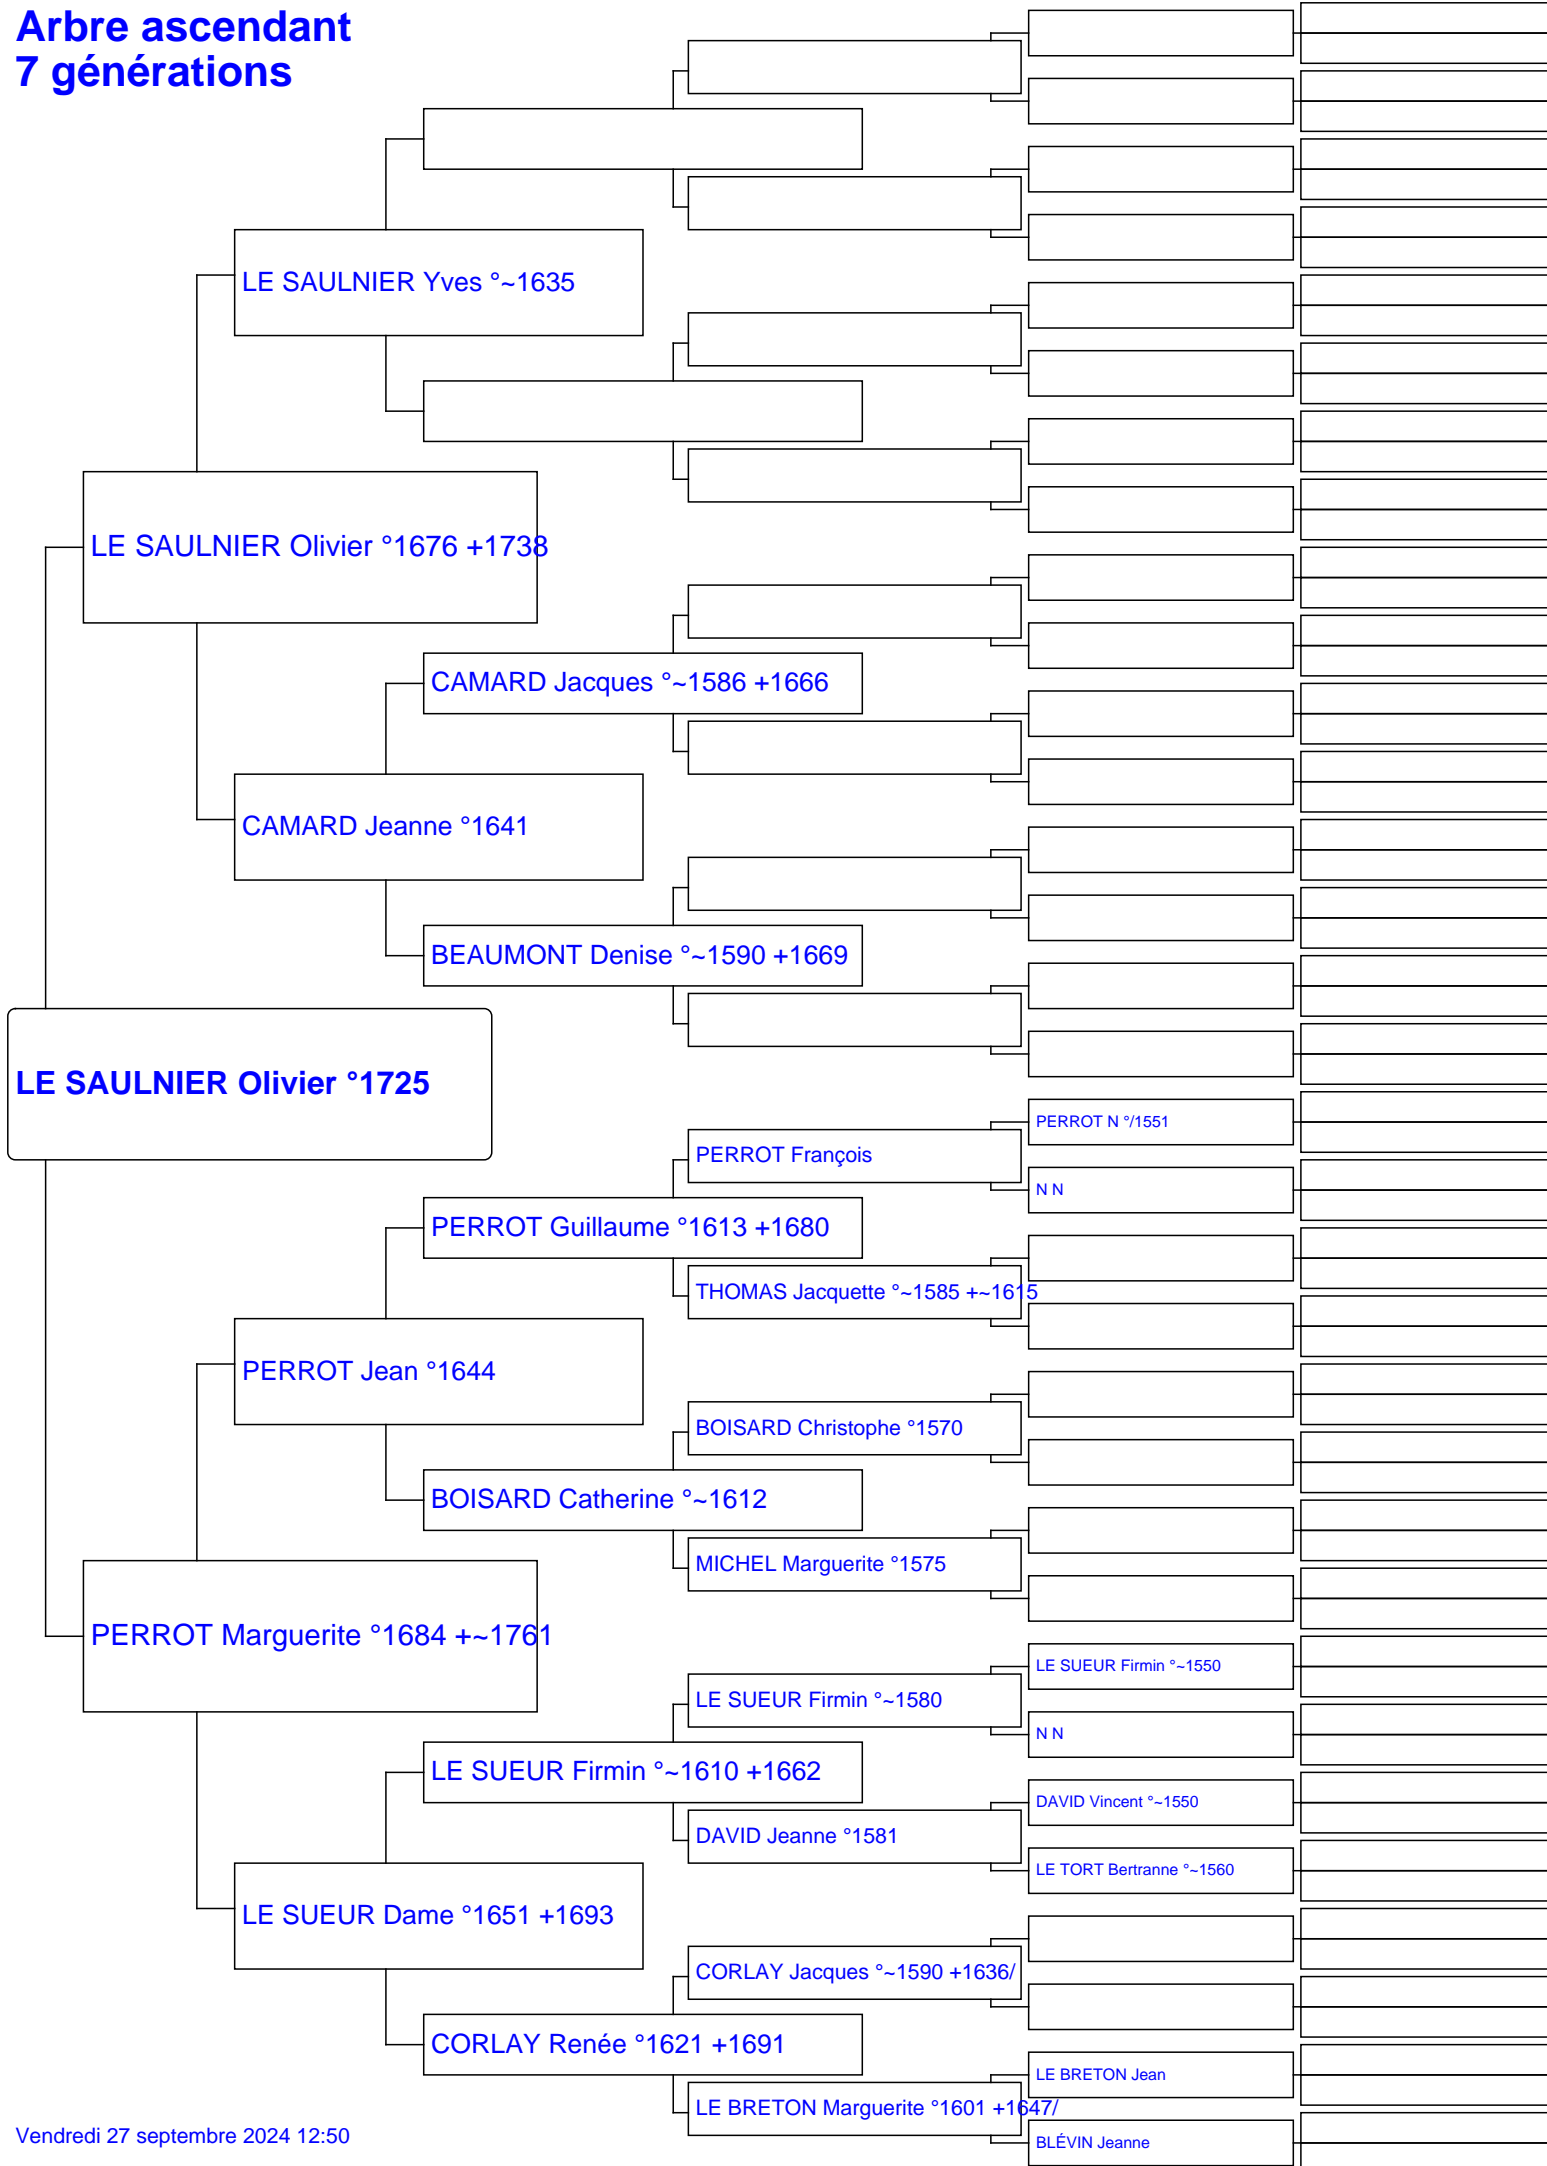 Arbre ascendant
7 générations
LE SAULNIER Yves °~1635
LE SAULNIER Olivier °1676 +1738
CAMARD Jacques °~1586 +1666
CAMARD Jeanne °1641
BEAUMONT Denise °~1590 +1669
LE SAULNIER Olivier °1725
PERROT N °/1551
PERROT François
N N
PERROT Guillaume °1613 +1680
THOMAS Jacquette °~1585 +~1615
PERROT Jean °1644
BOISARD Christophe °1570
BOISARD Catherine °~1612
MICHEL Marguerite °1575
PERROT Marguerite °1684 +~1761
LE SUEUR Firmin °~1550
LE SUEUR Firmin °~1580
N N
LE SUEUR Firmin °~1610 +1662
DAVID Vincent °~1550
DAVID Jeanne °1581
LE TORT Bertranne °~1560
LE SUEUR Dame °1651 +1693
CORLAY Jacques °~1590 +1636/
CORLAY Renée °1621 +1691
LE BRETON Jean
LE BRETON Marguerite °1601 +1647/
BLÉVIN Jeanne
Vendredi 27 septembre 2024 12:50